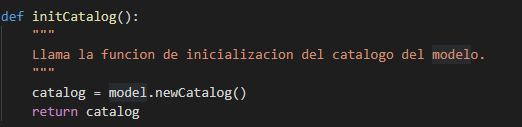 def initCatalog():
    """
    Llama la funcion de inicializacion del catalogo del modelo.
    """
    catalog = model.newCatalog()
    return catalog